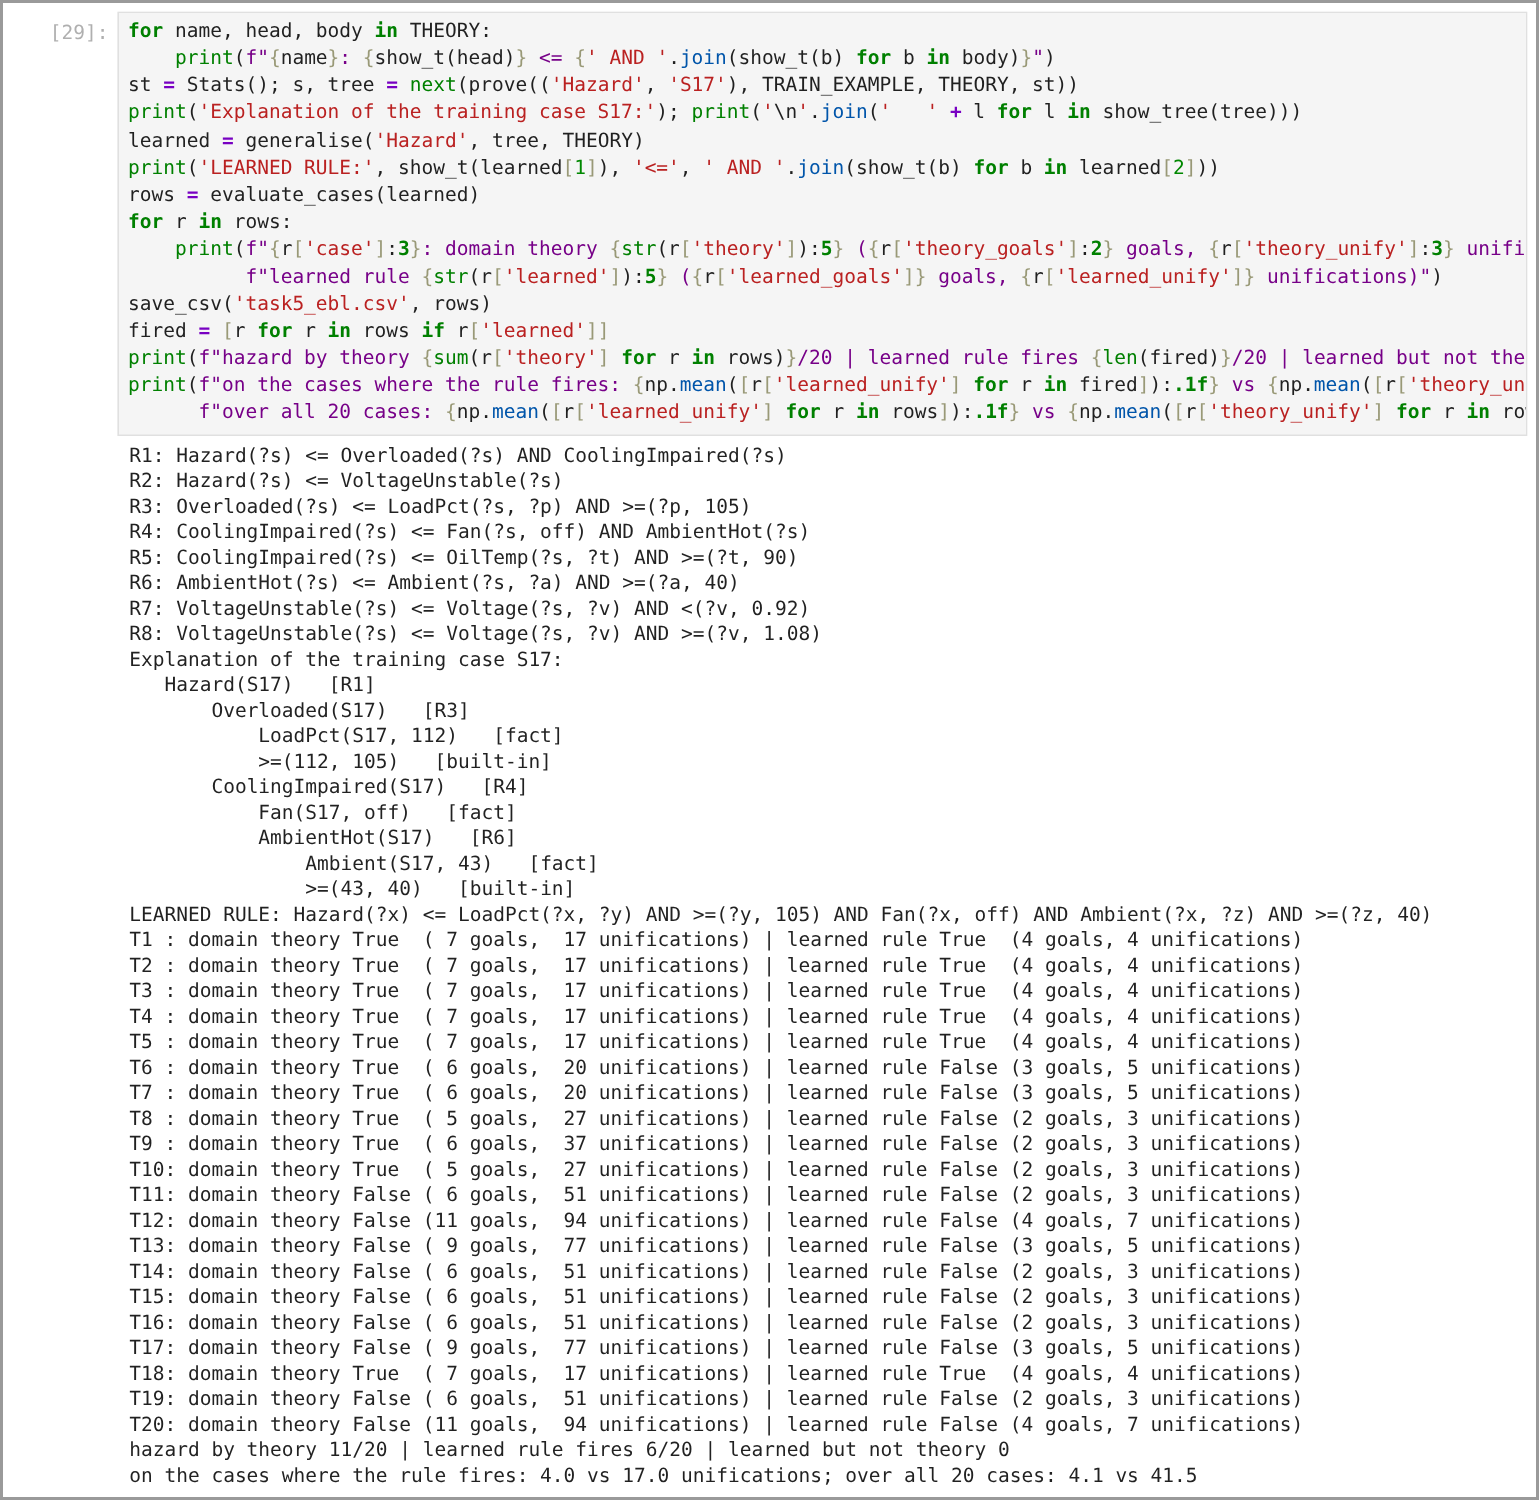 [29]:
for name, head, body in THEORY:
    print(f"{name}: {show_t(head)} <= {' AND '.join(show_t(b) for b in body)}")
st = Stats(); s, tree = next(prove(('Hazard', 'S17'), TRAIN_EXAMPLE, THEORY, st))
print('Explanation of the training case S17:'); print('\n'.join('   ' + l for l in show_tree(tree)))
learned = generalise('Hazard', tree, THEORY)
print('LEARNED RULE:', show_t(learned[1]), '<=', ' AND '.join(show_t(b) for b in learned[2]))
rows = evaluate_cases(learned)
for r in rows:
    print(f"{r['case']:3}: domain theory {str(r['theory']):5} ({r['theory_goals']:2} goals, {r['theory_unify']:3} unifi
          f"learned rule {str(r['learned']):5} ({r['learned_goals']} goals, {r['learned_unify']} unifications)")
save_csv('task5_ebl.csv', rows)
fired = [r for r in rows if r['learned']]
print(f"hazard by theory {sum(r['theory'] for r in rows)}/20 | learned rule fires {len(fired)}/20 | learned but not the
print(f"on the cases where the rule fires: {np.mean([r['learned_unify'] for r in fired]):.1f} vs {np.mean([r['theory_un
      f"over all 20 cases: {np.mean([r['learned_unify'] for r in rows]):.1f} vs {np.mean([r['theory_unify'] for r in ro
R1: Hazard(?s) <= Overloaded(?s) AND CoolingImpaired(?s)
R2: Hazard(?s) <= VoltageUnstable(?s)
R3: Overloaded(?s) <= LoadPct(?s, ?p) AND >=(?p, 105)
R4: CoolingImpaired(?s) <= Fan(?s, off) AND AmbientHot(?s)
R5: CoolingImpaired(?s) <= OilTemp(?s, ?t) AND >=(?t, 90)
R6: AmbientHot(?s) <= Ambient(?s, ?a) AND >=(?a, 40)
R7: VoltageUnstable(?s) <= Voltage(?s, ?v) AND <(?v, 0.92)
R8: VoltageUnstable(?s) <= Voltage(?s, ?v) AND >=(?v, 1.08)
Explanation of the training case S17:
   Hazard(S17)   [R1]
       Overloaded(S17)   [R3]
           LoadPct(S17, 112)   [fact]
           >=(112, 105)   [built-in]
       CoolingImpaired(S17)   [R4]
           Fan(S17, off)   [fact]
           AmbientHot(S17)   [R6]
               Ambient(S17, 43)   [fact]
               >=(43, 40)   [built-in]
LEARNED RULE: Hazard(?x) <= LoadPct(?x, ?y) AND >=(?y, 105) AND Fan(?x, off) AND Ambient(?x, ?z) AND >=(?z, 40)
T1 : domain theory True  ( 7 goals,  17 unifications) | learned rule True  (4 goals, 4 unifications)
T2 : domain theory True  ( 7 goals,  17 unifications) | learned rule True  (4 goals, 4 unifications)
T3 : domain theory True  ( 7 goals,  17 unifications) | learned rule True  (4 goals, 4 unifications)
T4 : domain theory True  ( 7 goals,  17 unifications) | learned rule True  (4 goals, 4 unifications)
T5 : domain theory True  ( 7 goals,  17 unifications) | learned rule True  (4 goals, 4 unifications)
T6 : domain theory True  ( 6 goals,  20 unifications) | learned rule False (3 goals, 5 unifications)
T7 : domain theory True  ( 6 goals,  20 unifications) | learned rule False (3 goals, 5 unifications)
T8 : domain theory True  ( 5 goals,  27 unifications) | learned rule False (2 goals, 3 unifications)
T9 : domain theory True  ( 6 goals,  37 unifications) | learned rule False (2 goals, 3 unifications)
T10: domain theory True  ( 5 goals,  27 unifications) | learned rule False (2 goals, 3 unifications)
T11: domain theory False ( 6 goals,  51 unifications) | learned rule False (2 goals, 3 unifications)
T12: domain theory False (11 goals,  94 unifications) | learned rule False (4 goals, 7 unifications)
T13: domain theory False ( 9 goals,  77 unifications) | learned rule False (3 goals, 5 unifications)
T14: domain theory False ( 6 goals,  51 unifications) | learned rule False (2 goals, 3 unifications)
T15: domain theory False ( 6 goals,  51 unifications) | learned rule False (2 goals, 3 unifications)
T16: domain theory False ( 6 goals,  51 unifications) | learned rule False (2 goals, 3 unifications)
T17: domain theory False ( 9 goals,  77 unifications) | learned rule False (3 goals, 5 unifications)
T18: domain theory True  ( 7 goals,  17 unifications) | learned rule True  (4 goals, 4 unifications)
T19: domain theory False ( 6 goals,  51 unifications) | learned rule False (2 goals, 3 unifications)
T20: domain theory False (11 goals,  94 unifications) | learned rule False (4 goals, 7 unifications)
hazard by theory 11/20 | learned rule fires 6/20 | learned but not theory 0
on the cases where the rule fires: 4.0 vs 17.0 unifications; over all 20 cases: 4.1 vs 41.5